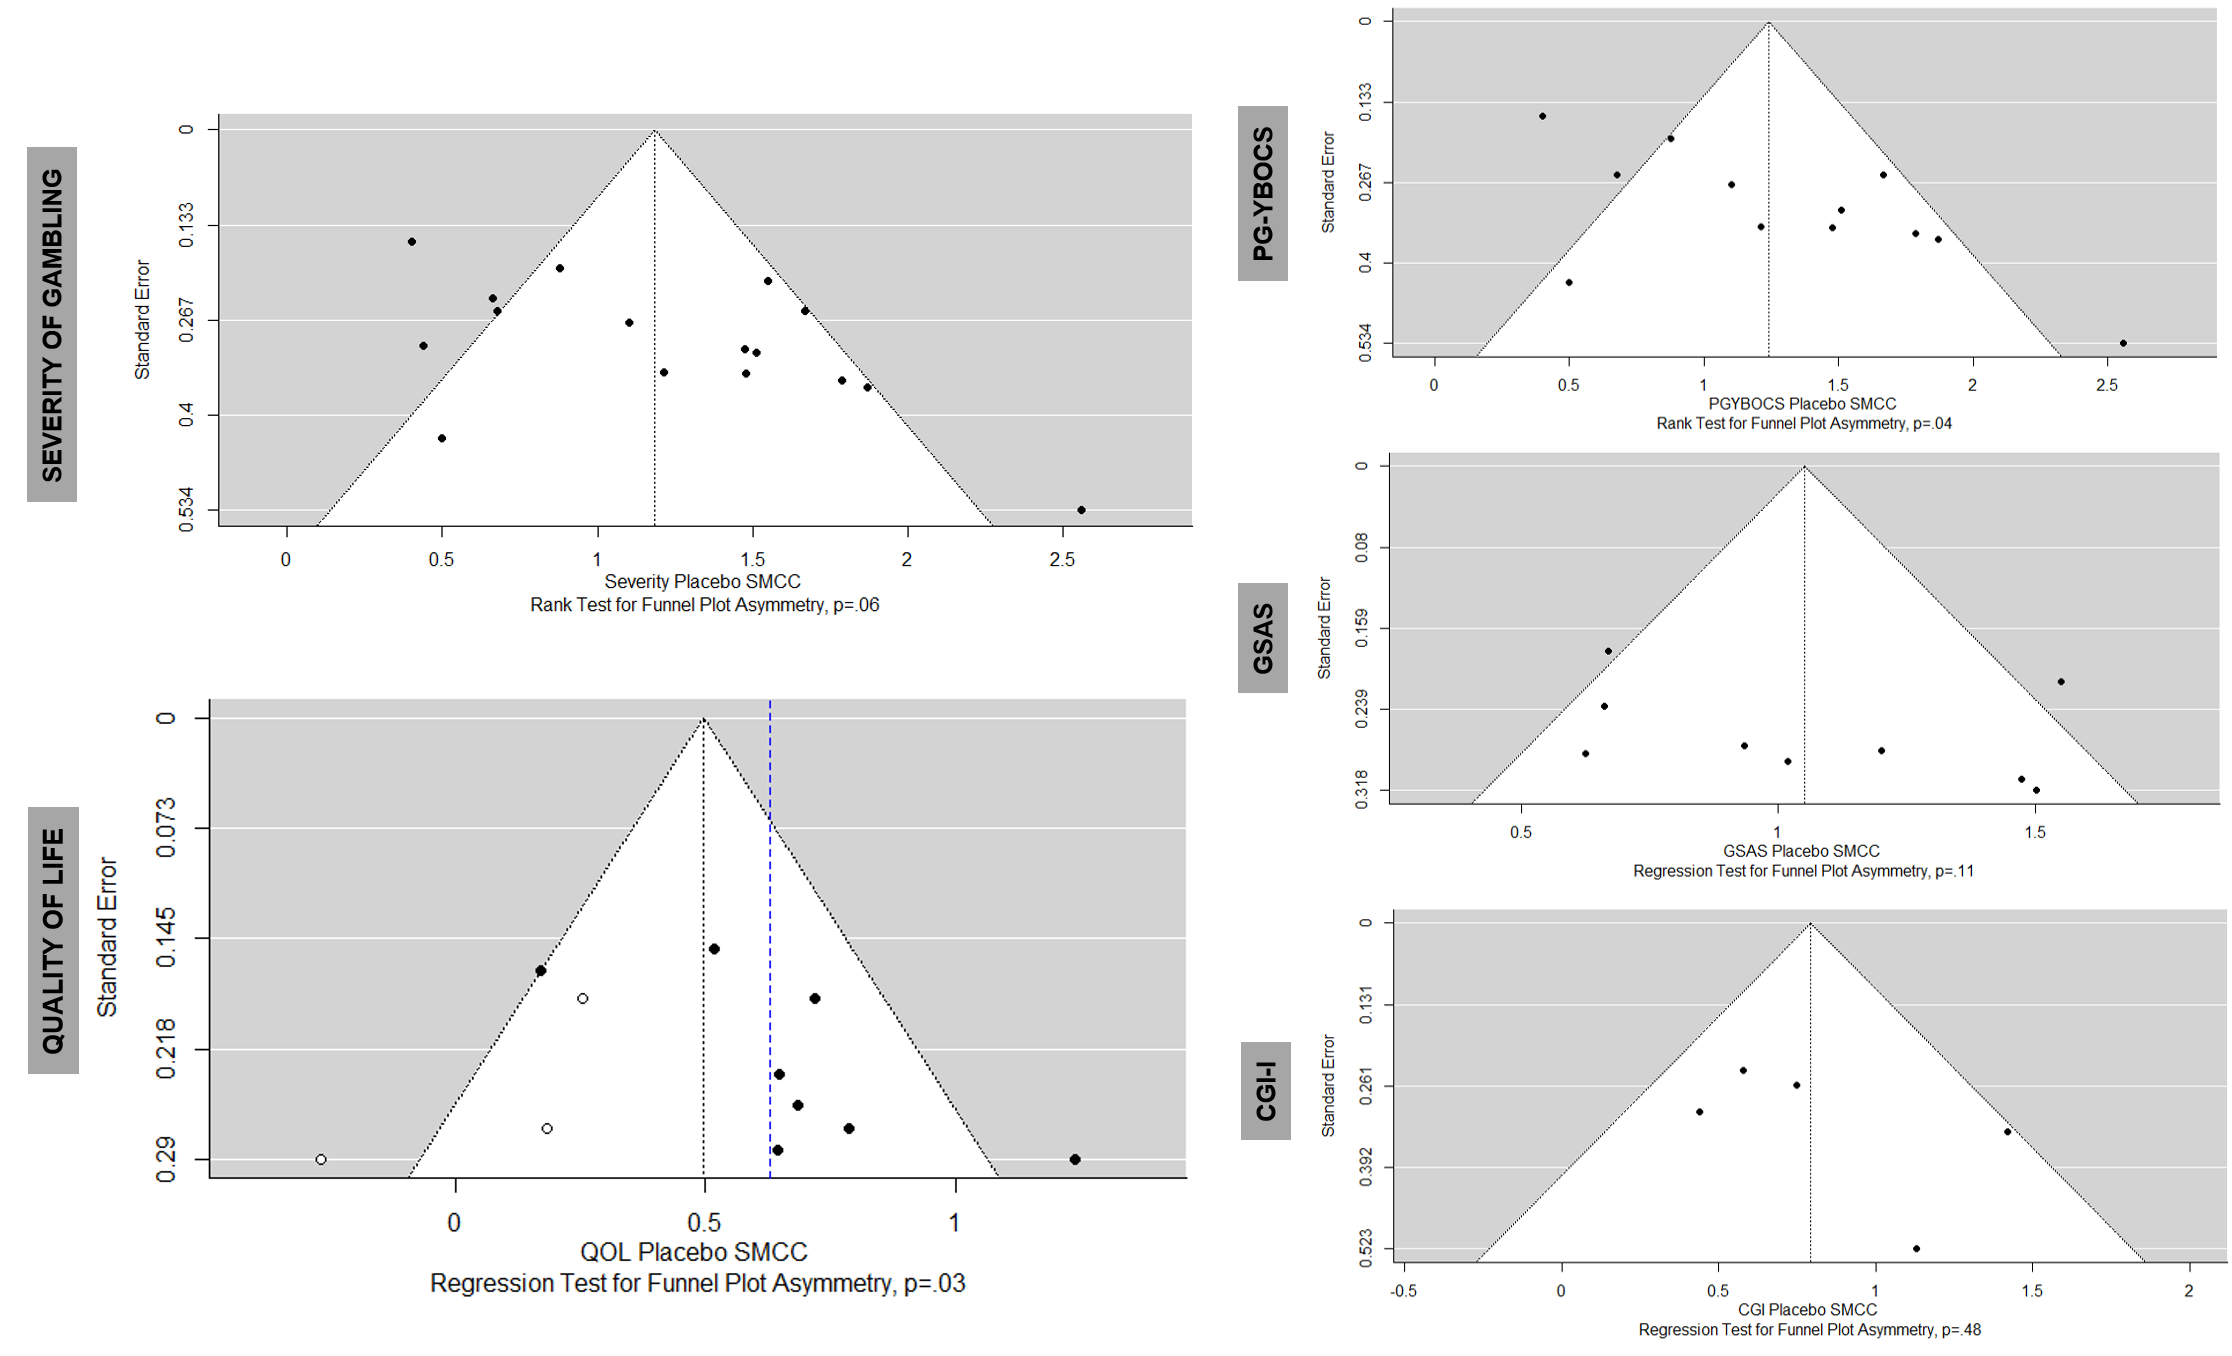 SEVERITY OF GAMBLING
Standard Error
0
0.133
0.267
0.4
0.534
0 0.5 1 1.5 2 2.5
Severity Placebo SMCC
Rank Test for Funnel Plot Asymmetry, p=.06
QUALITY OF LIFE
Standard Error
0
0.073
0.145
0.218
0.29
0 0.5 1
QOL Placebo SMCC
Regression Test for Funnel Plot Asymmetry, p=.03
PG-YBOCS
Standard Error
0
0.133
0.267
0.4
0.534
0 0.5 1 1.5 2 2.5
PGYBOCS Placebo SMCC
Rank Test for Funnel Plot Asymmetry, p=.04
GSAS
Standard Error
0
0.08
0.159
0.239
0.318
0.5 1 1.5
GSAS Placebo SMCC
Regression Test for Funnel Plot Asymmetry, p=.11
CGI-I
Standard Error
0
0.131
0.261
0.392
0.523
-0.5 0 0.5 1 1.5 2
CGI Placebo SMCC
Regression Test for Funnel Plot Asymmetry, p=.48